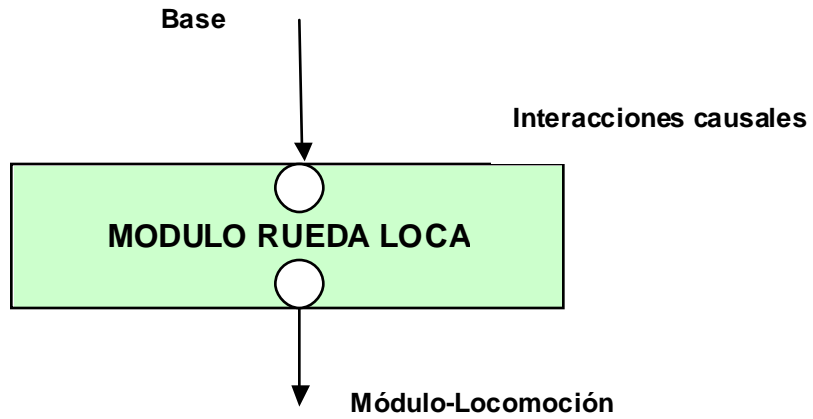 Base
Interacciones causales
MODULO RUEDA LOCA
Módulo-Locomoción